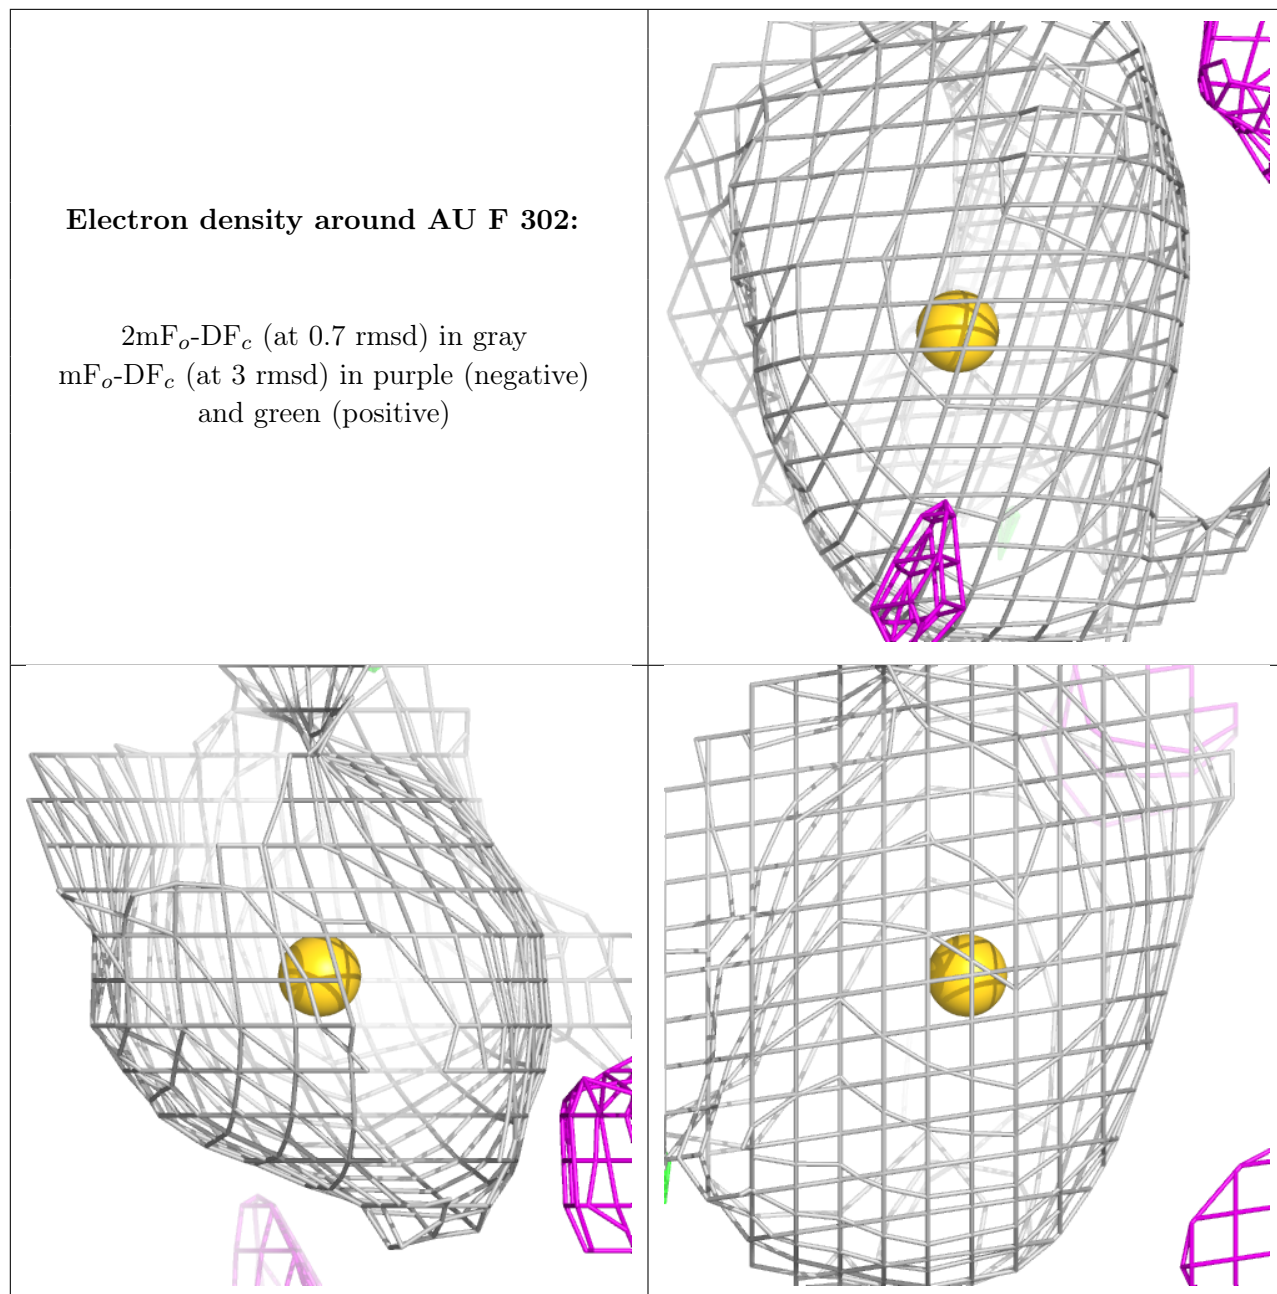 Electron density around AU F 302:
2mFo-DFc (at 0.7 rmsd) in gray
mFo-DFc (at 3 rmsd) in purple (negative)
and green (positive)